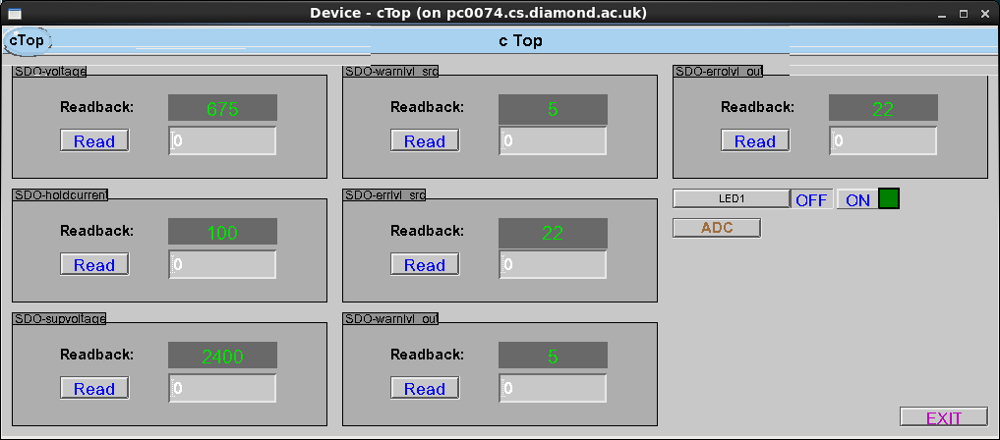 Device - cTop (on pc0074.cs.diamond.ac.uk)
cTop
c Top
SDO-voltage
Readback: 675
Read 0
SDO-holdcurrent
Readback: 100
Read 0
SDO-supvoltage
Readback: 2400
Read 0
SDO-warnlvl_src
Readback: 5
Read 0
SDO-errlvl_src
Readback: 22
Read 0
SDO-warnlvl_out
Readback: 5
Read 0
SDO-errolvl_out
Readback: 22
Read 0
LED1 OFF ON
ADC
EXIT